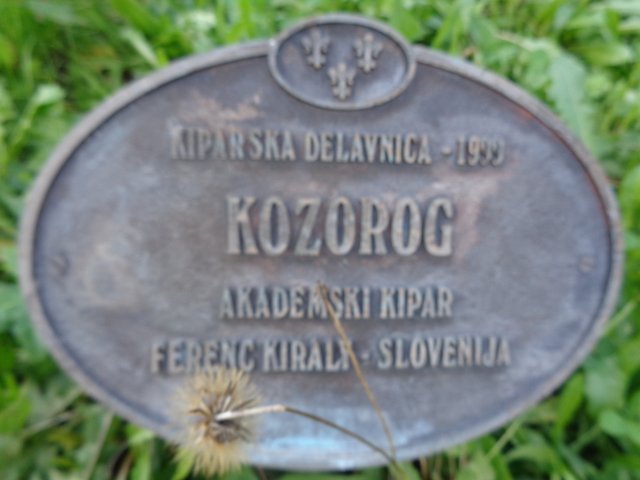 KIPARSKA DELAVNICA - 1999
KOZOROG
AKADEMSKI KIPAR
FERENC KIRALY - SLOVENIJA